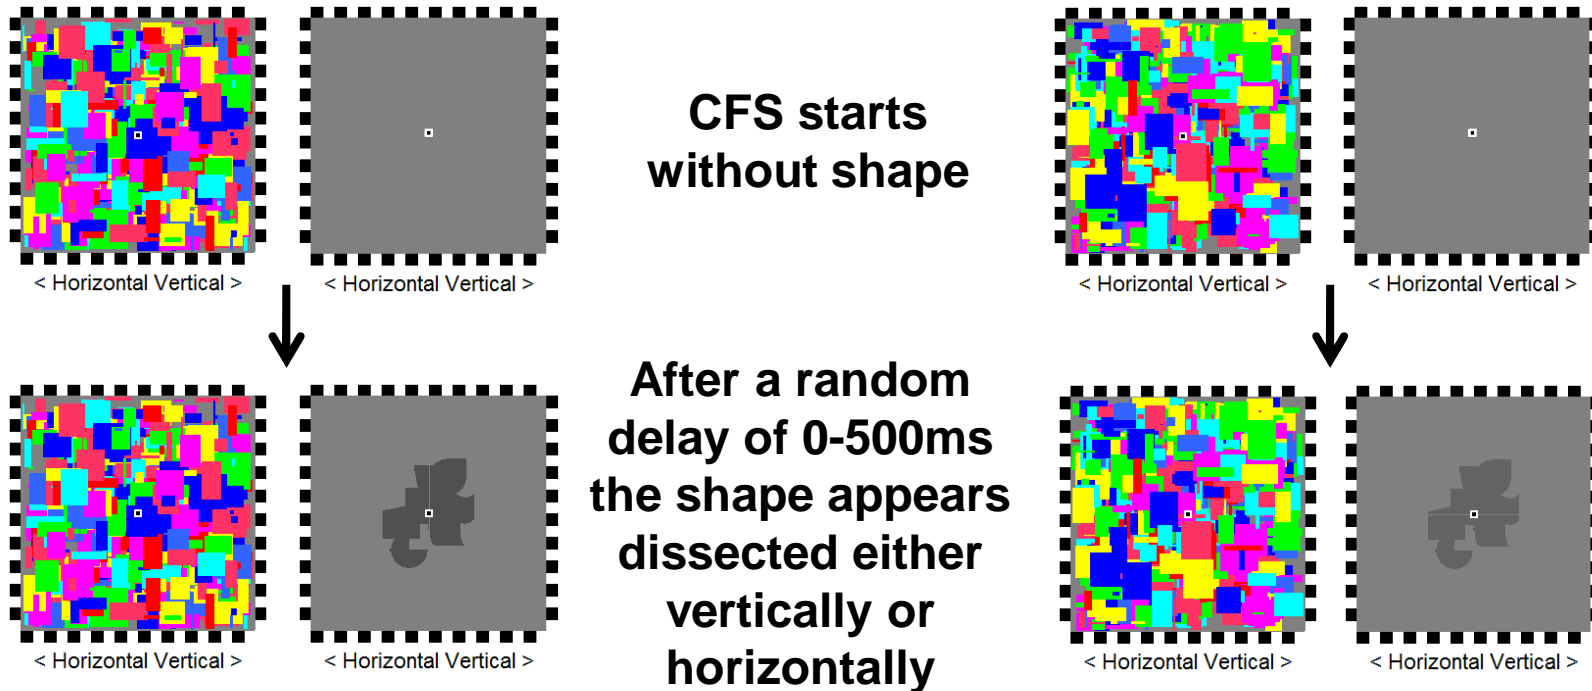 CFS starts
without shape
< Horizontal Vertical >
< Horizontal Vertical >
< Horizontal Vertical >
< Horizontal Vertical >
After a random
delay of 0-500ms
the shape appears
dissected either
vertically or
horizontally
< Horizontal Vertical >
< Horizontal Vertical >
< Horizontal Vertical >
< Horizontal Vertical >